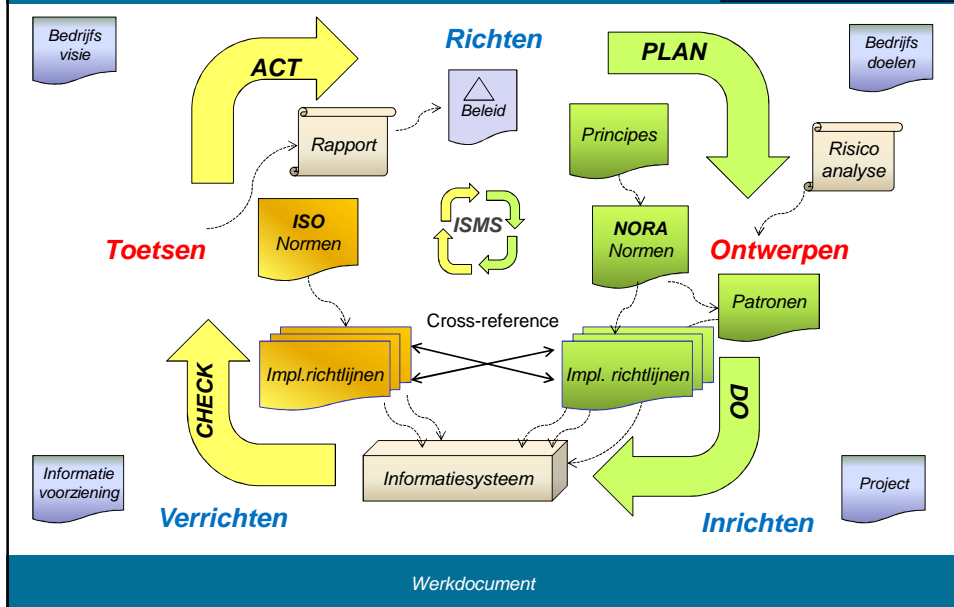 Bedrijfs
visie
ACT
Richten
PLAN
Bedrijfs
doelen
Rapport
Beleid
Principes
Risico
analyse
Toetsen
ISO
Normen
ISMS
NORA
Normen
Ontwerpen
Patronen
Cross-reference
Impl.richtlijnen
Impl. richtlijnen
CHECK
DO
Informatiesysteem
Informatie
voorziening
Project
Verrichten
Inrichten
Werkdocument